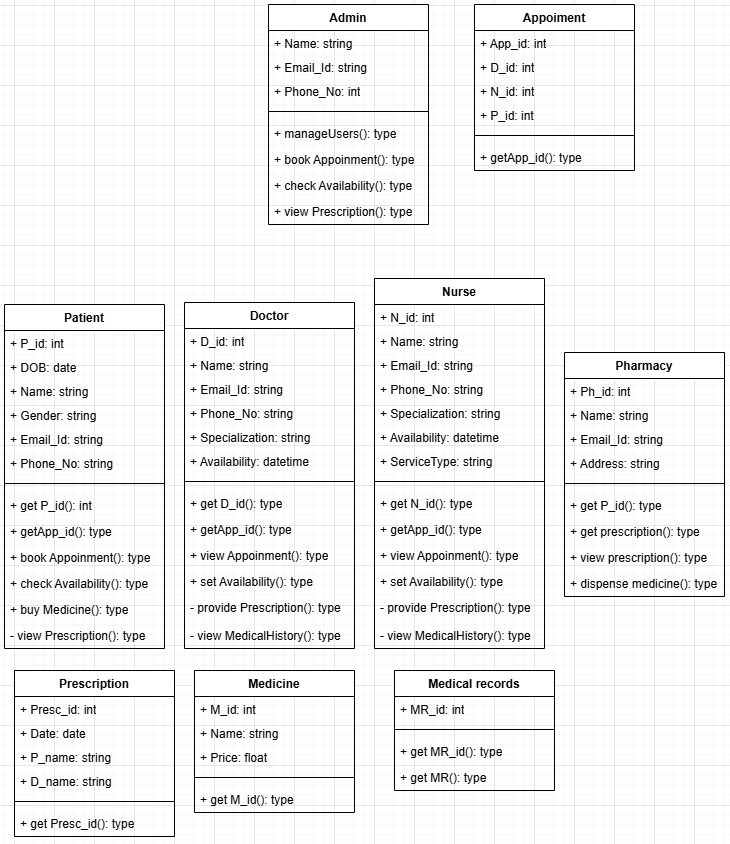 Admin
+ Name: string
+ Email_Id: string
+ Phone_No: int
+ manageUsers(): type
+ book Appoinment(): type
+ check Availability(): type
+ view Prescription(): type
Appoiment
+ App_id: int
+ D_id: int
+ N_id: int
+ P_id: int
+ getApp_id(): type
Patient
+ P_id: int
+ DOB: date
+ Name: string
+ Gender: string
+ Email_Id: string
+ Phone_No: string
+ get P_id(): int
+ getApp_id(): type
+ book Appoinment(): type
+ check Availability(): type
+ buy Medicine(): type
- view Prescription(): type
Doctor
+ D_id: int
+ Name: string
+ Email_Id: string
+ Phone_No: string
+ Specialization: string
+ Availability: datetime
+ get D_id(): type
+ getApp_id(): type
+ view Appoinment(): type
+ set Availability(): type
- provide Prescription(): type
- view MedicalHistory(): type
Nurse
+ N_id: int
+ Name: string
+ Email_Id: string
+ Phone_No: string
+ Specialization: string
+ Availability: datetime
+ ServiceType: string
+ get N_id(): type
+ getApp_id(): type
+ view Appoinment(): type
+ set Availability(): type
- provide Prescription(): type
- view MedicalHistory(): type
Pharmacy
+ Ph_id: int
+ Name: string
+ Email_Id: string
+ Address: string
+ get P_id(): type
+ get prescription(): type
+ view prescription(): type
+ dispense medicine(): type
Prescription
+ Presc_id: int
+ Date: date
+ P_name: string
+ D_name: string
+ get Presc_id(): type
Medicine
+ M_id: int
+ Name: string
+ Price: float
+ get M_id(): type
Medical records
+ MR_id: int
+ get MR_id(): type
+ get MR(): type